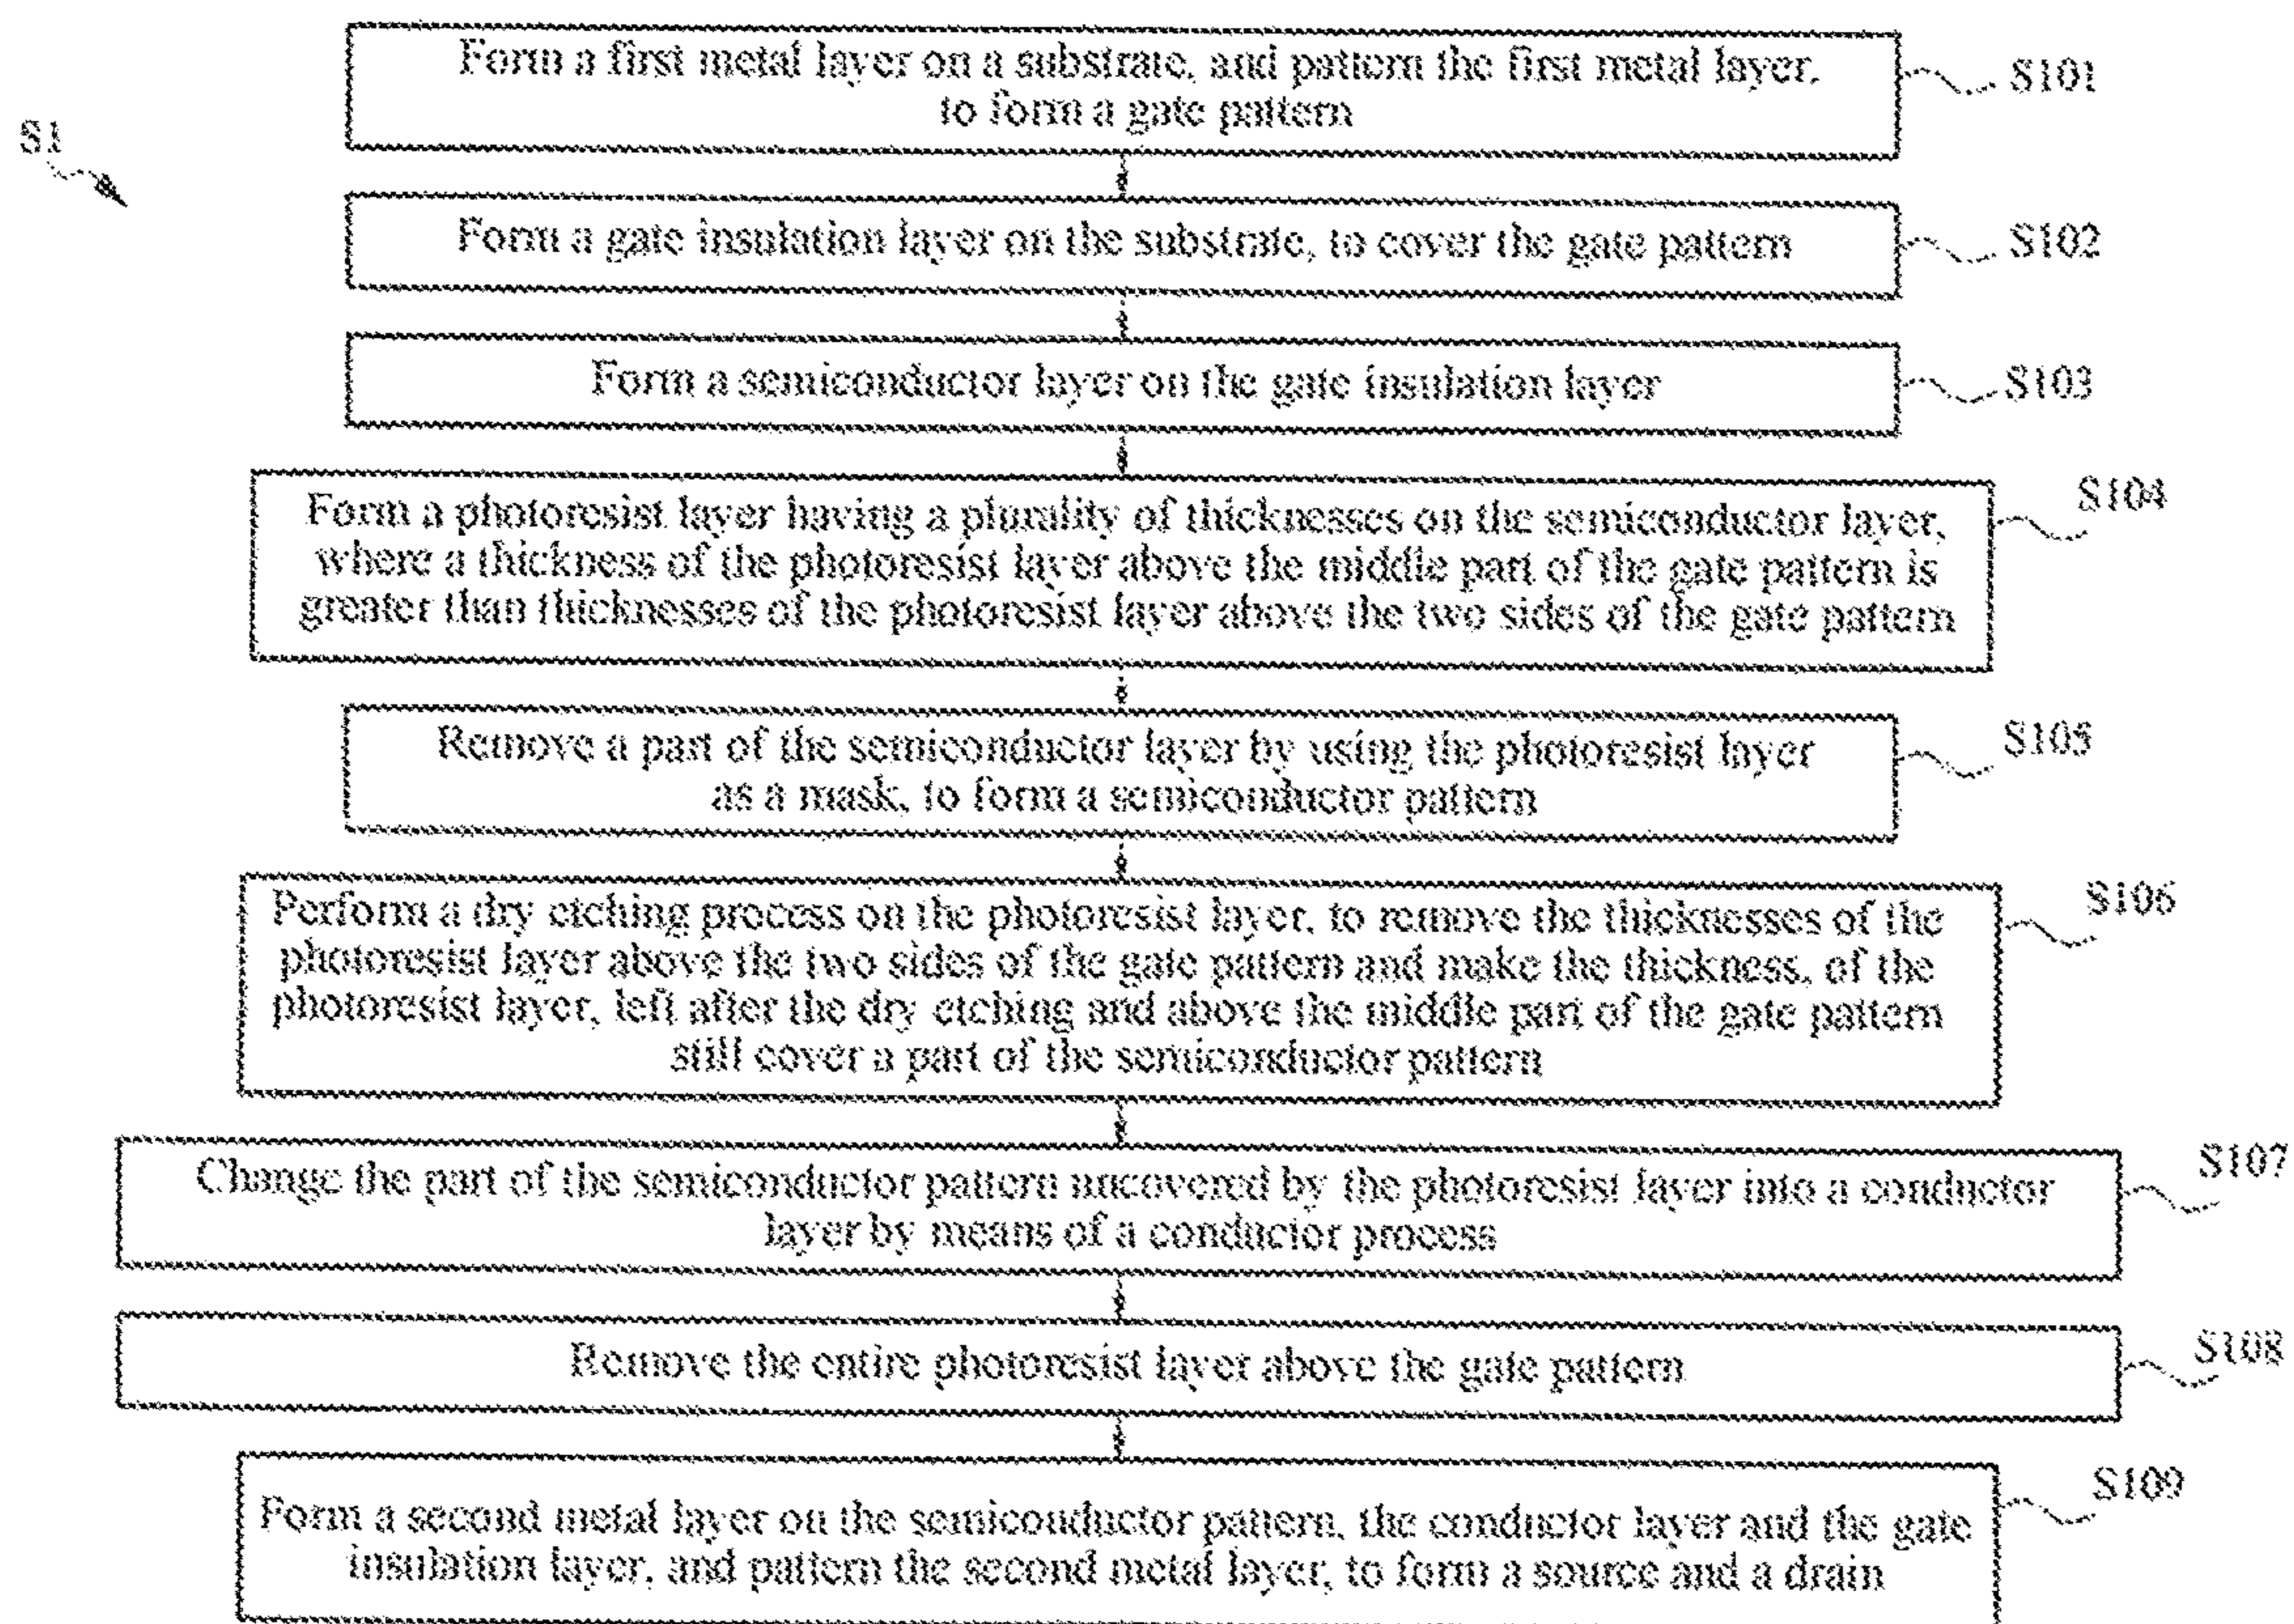 S1
Form a first metal layer on a substrate, and pattern the first metal layer,
to form a gate pattern
S101
Form a gate insulation layer on the substrate, to cover the gate pattern
S102
Form a semiconductor layer on the gate insulation layer
S103
Form a photoresist layer having a plurality of thicknesses on the semiconductor layer,
where a thickness of the photoresist layer above the middle part of the gate pattern is
greater than thicknesses of the photoresist layer above the two sides of the gate pattern
S104
Remove a part of the semiconductor layer by using the photoresist layer
as a mask, to form a semiconductor pattern
S105
Perform a dry etching process on the photoresist layer, to remove the thicknesses of the
photoresist layer above the two sides of the gate pattern and make the thickness, of the
photoresist layer, left after the dry etching and above the middle part of the gate pattern
still cover a part of the semiconductor pattern
S106
Change the part of the semiconductor pattern uncovered by the photoresist layer into a conductor
layer by means of a conductor process
S107
Remove the entire photoresist layer above the gate pattern
S108
Form a second metal layer on the semiconductor pattern, the conductor layer and the gate
insulation layer, and pattern the second metal layer, to form a source and a drain
S109